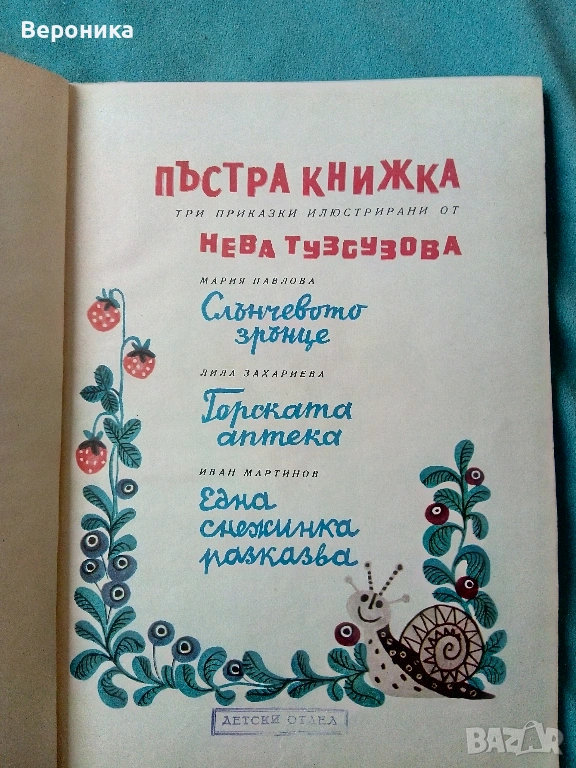 Вероника
ПЪСТРА КНИЖКА
ТРИ ПРИКАЗКИ ИЛЮСТРИРАНИ ОТ
НЕВА ТУЗСУЗОВА
МАРИЯ ПАВЛОВА
Слънчевото
зрънце
ЛИЛА ЗАХАРИЕВА
Горската
аптека
ИВАН МАРТИНОВ
Една
снежинка
разказва
ДЕТСКИ ОТДЕЛ
BAZAR